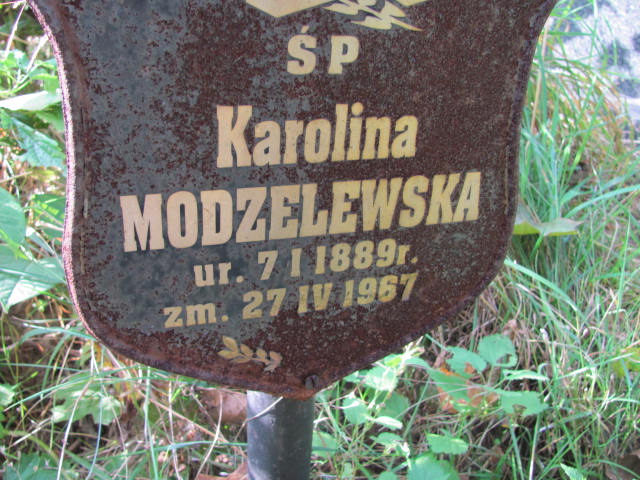 ŚP
Karolina
MODZELEWSKA
ur. 7 I 1889r.
zm. 27 IV 1967